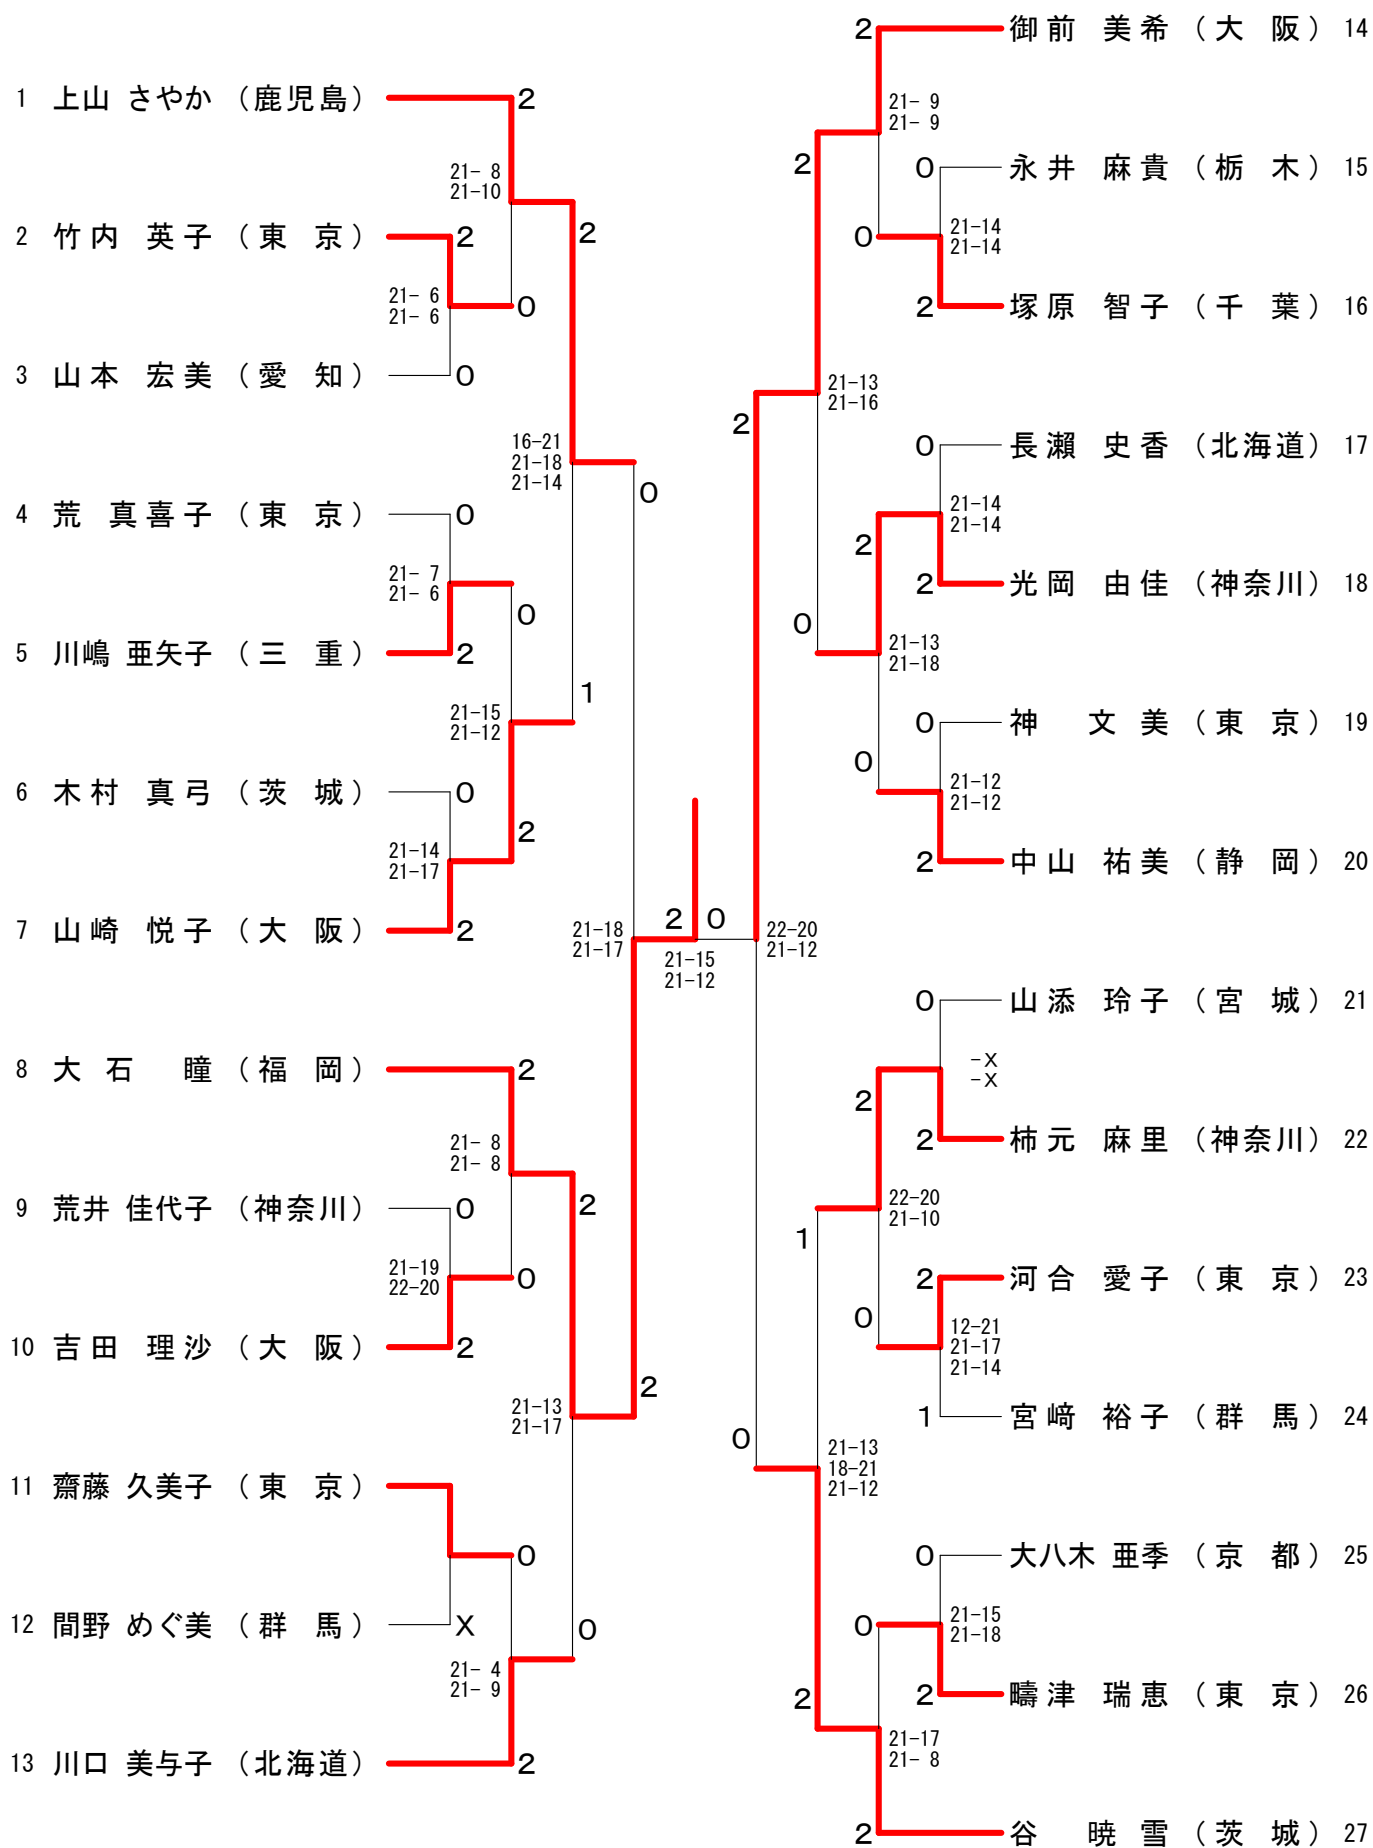 1 上山 さやか （鹿児島） 2
21- 8
21-10
2 竹内 英子 （東 京） 2
2
21- 6
21- 6
0
3 山本 宏美 （愛 知） 0
16-21
21-18
21-14
0
4 荒 真喜子 （東 京） 0
21- 7
21- 6
0
5 川嶋 亜矢子 （三 重） 2
1
21-15
21-12
6 木村 真弓 （茨 城） 0
2
21-14
21-17
7 山崎 悦子 （大 阪） 2
21-18
21-17
2 0
21-15
21-12
8 大石 瞳 （福 岡） 2
21- 8
21- 8
9 荒井 佳代子 （神奈川） 0
2
21-19
22-20
0
10 吉田 理沙 （大 阪） 2
2
21-13
21-17
11 齋藤 久美子 （東 京）
0
12 間野 めぐ美 （群 馬） X
0
21- 4
21- 9
13 川口 美与子 （北海道） 2
2 御前 美希 （大 阪） 14
21- 9
21- 9
2
0 永井 麻貴 （栃 木） 15
0
21-14
21-14
2 塚原 智子 （千 葉） 16
21-13
21-16
2
0 長瀬 史香 （北海道） 17
21-14
21-14
2
2 光岡 由佳 （神奈川） 18
0
21-13
21-18
0 神 文美 （東 京） 19
0
21-12
21-12
2 中山 祐美 （静 岡） 20
22-20
21-12
0 山添 玲子 （宮 城） 21
-X
-X
2
2 柿元 麻里 （神奈川） 22
22-20
21-10
1
2 河合 愛子 （東 京） 23
0
12-21
21-17
21-14
1 宮﨑 裕子 （群 馬） 24
0
21-13
18-21
21-12
0 大八木 亜季 （京 都） 25
0
21-15
21-18
2 疇津 瑞恵 （東 京） 26
2
21-17
21- 8
2 谷 暁雪 （茨 城） 27